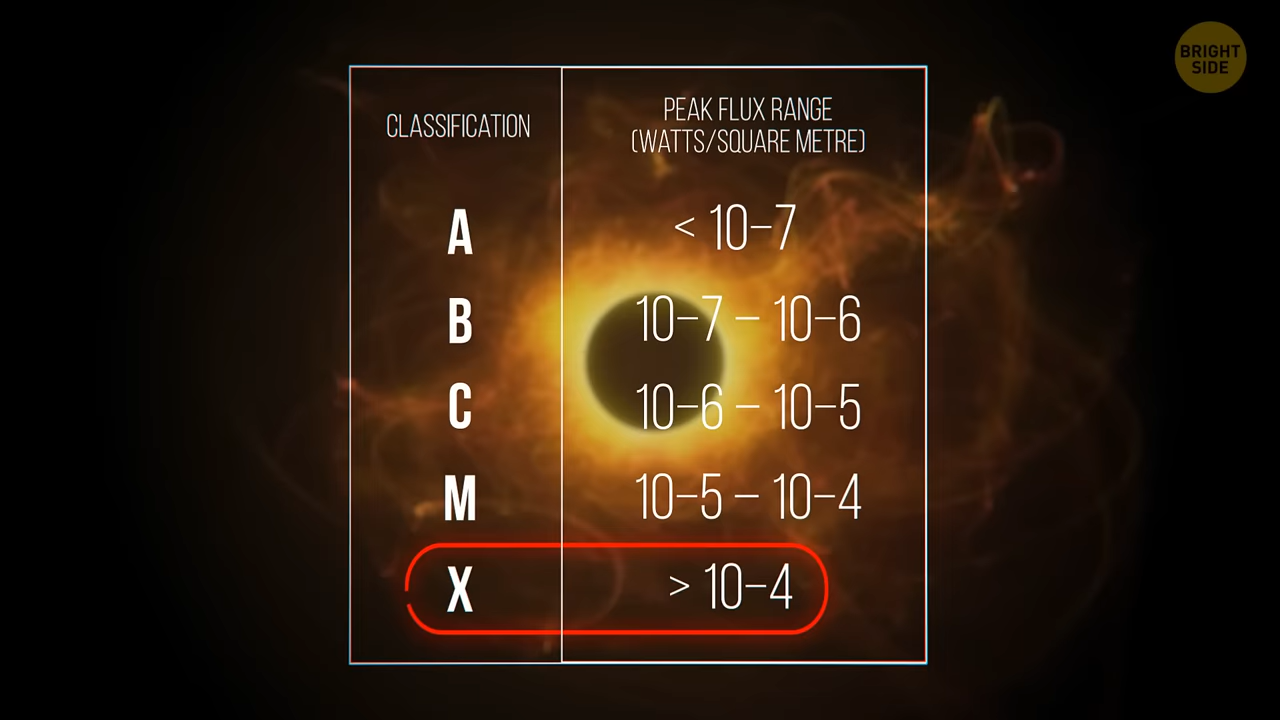 BRIGHT
SIDE
CLASSIFICATION
PEAK FLUX RANGE
(WATTS/SQUARE METRE)
A
< 10–7
B
10–7 – 10–6
C
10–6 – 10–5
M
10–5 – 10–4
X
> 10–4